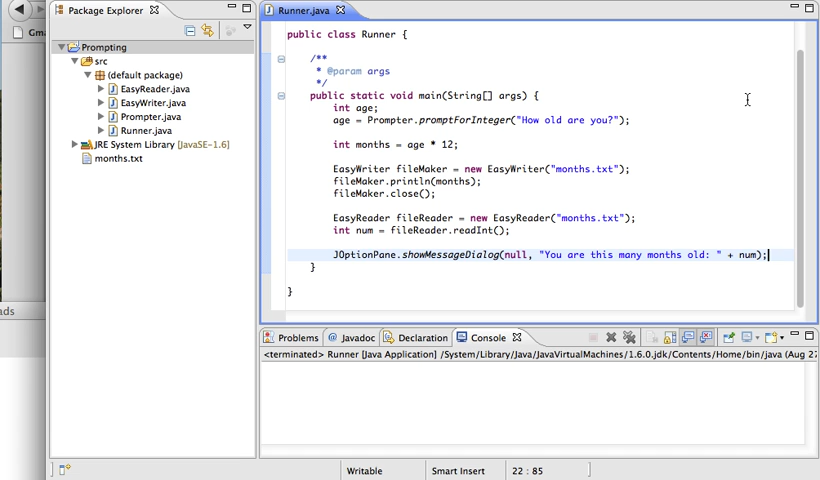 Package Explorer
Runner.java
Gma
Prompting
src
(default package)
EasyReader.java
EasyWriter.java
Prompter.java
Runner.java
JRE System Library [JavaSE-1.6]
months.txt
ads
public class Runner {
/**
* @param args
*/
public static void main(String[] args) {
int age;
age = Prompter.promptForInteger("How old are you?");
int months = age * 12;
EasyWriter fileMaker = new EasyWriter("months.txt");
fileMaker.println(months);
fileMaker.close();
EasyReader fileReader = new EasyReader("months.txt");
int num = fileReader.readInt();
JOptionPane.showMessageDialog(null, "You are this many months old: " + num);
}
}
Problems
Javadoc
Declaration
Console
<terminated> Runner [Java Application] /System/Library/Java/JavaVirtualMachines/1.6.0.jdk/Contents/Home/bin/java (Aug 27
Writable
Smart Insert
22 : 85